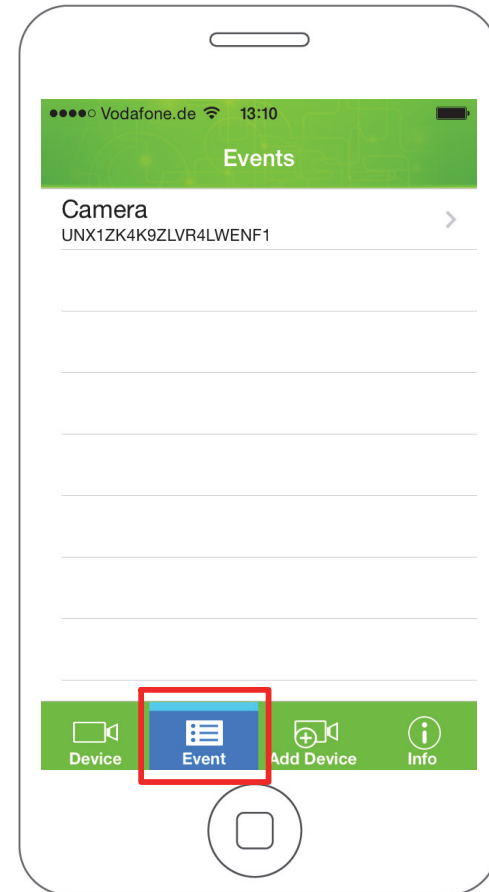 Vodafone.de 13:10
Events
Camera
UNX1ZK4K9ZLVR4LWENF1
Device Event Add Device Info